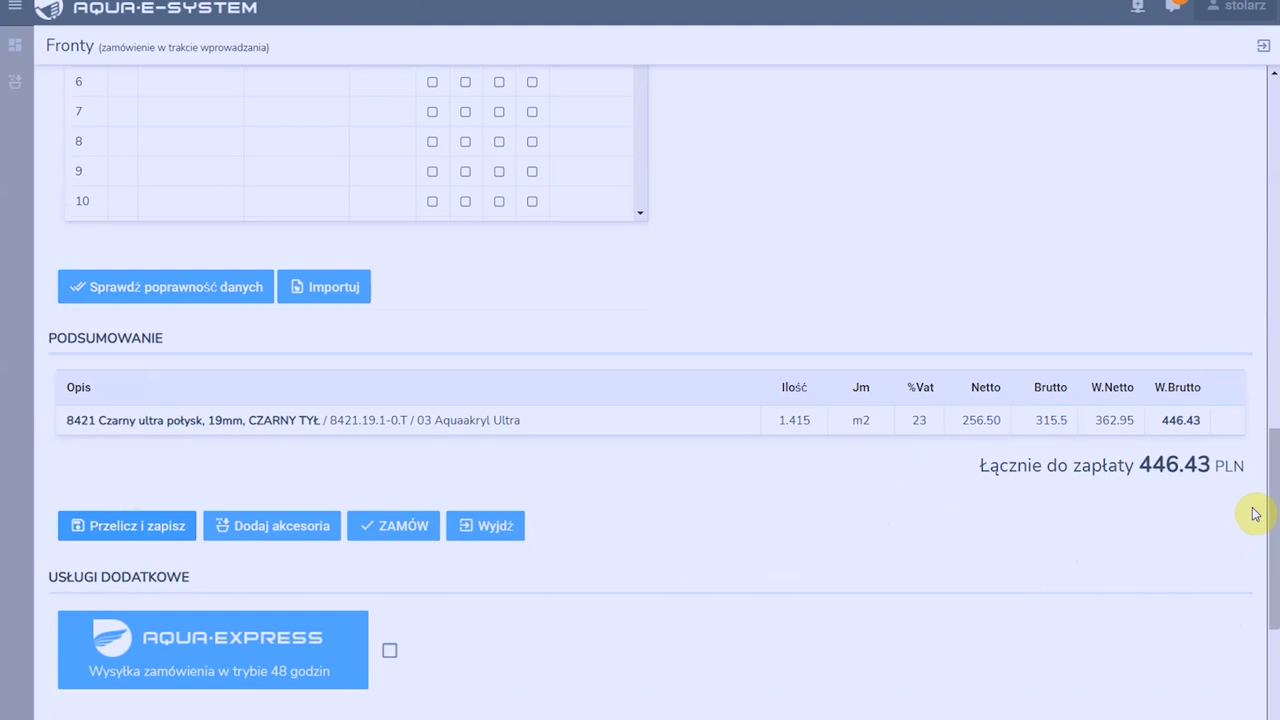 AQUA-E-SYSTEM
stolarz
Fronty (zamówienie w trakcie wprowadzania)
6
7
8
9
10
Sprawdź poprawność danych Importuj
PODSUMOWANIE
Opis Ilość Jm %Vat Netto Brutto W.Netto W.Brutto
8421 Czarny ultra połysk, 19mm, CZARNY TYŁ / 8421.19.1-0.T / 03 Aquaakryl Ultra 1.415 m2 23 256.50 315.5 362.95 446.43
Łącznie do zapłaty 446.43 PLN
Przelicz i zapisz Dodaj akcesoria ZAMÓW Wyjdź
USŁUGI DODATKOWE
AQUA-EXPRESS
Wysyłka zamówienia w trybie 48 godzin